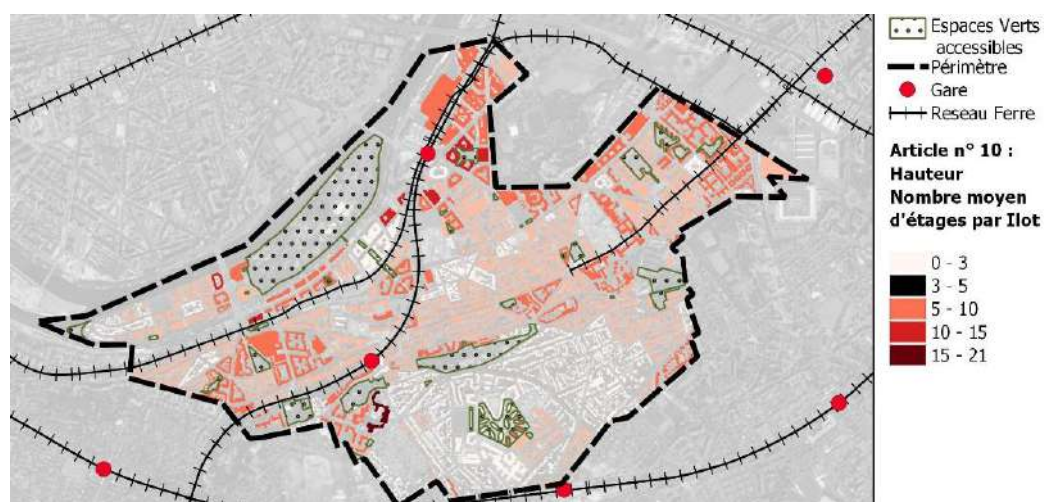 Espaces Verts
accessibles
Périmètre
Gare
Reseau Ferre
Article n° 10 :
Hauteur
Nombre moyen
d'étages par Ilot
0 - 3
3 - 5
5 - 10
10 - 15
15 - 21